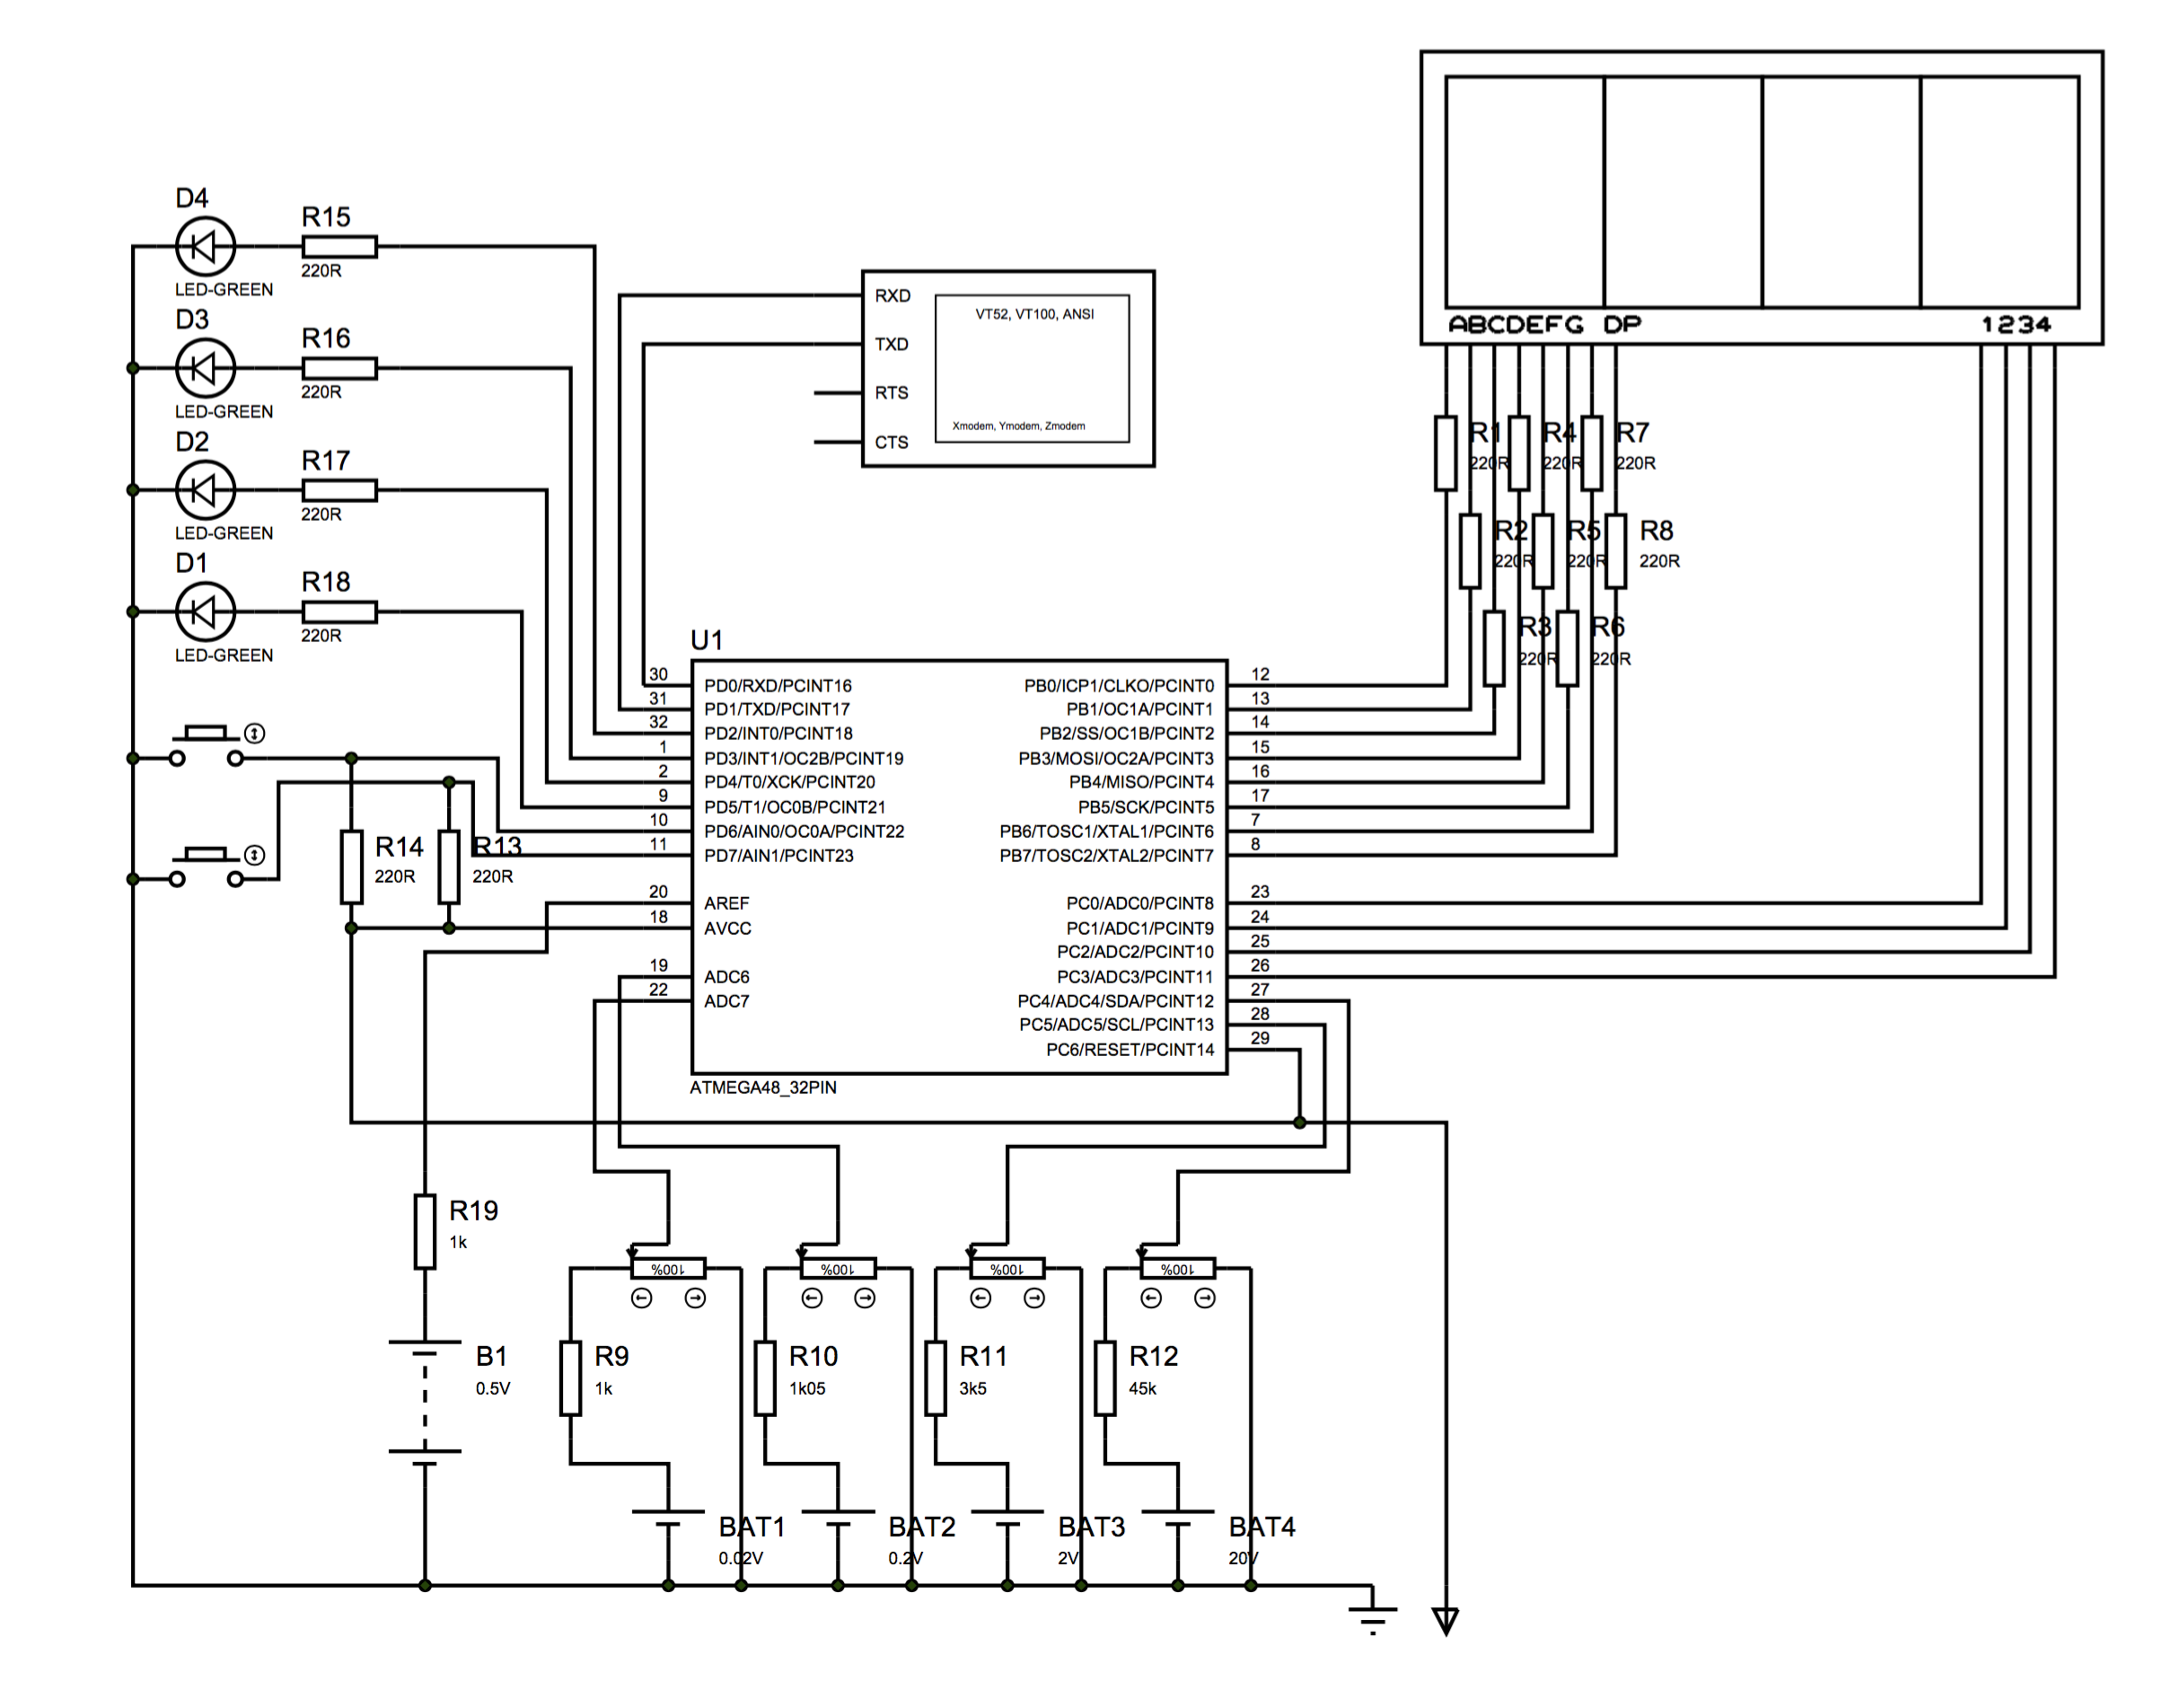 ABCDEFG DP 1234
D4
R15
220R
LED-GREEN
D3
R16
220R
LED-GREEN
D2
R17
220R
LED-GREEN
D1
R18
220R
LED-GREEN
RXD
TXD
RTS
CTS
VT52, VT100, ANSI
Xmodem, Ymodem, Zmodem
R1
220R
R4
220R
R7
220R
R2
220R
R5
220R
R8
220R
R3
220R
R6
220R
U1
30 PD0/RXD/PCINT16
31 PD1/TXD/PCINT17
32 PD2/INT0/PCINT18
1 PD3/INT1/OC2B/PCINT19
2 PD4/T0/XCK/PCINT20
9 PD5/T1/OC0B/PCINT21
10 PD6/AIN0/OC0A/PCINT22
11 PD7/AIN1/PCINT23
20 AREF
18 AVCC
19 ADC6
22 ADC7
PB0/ICP1/CLKO/PCINT0 12
PB1/OC1A/PCINT1 13
PB2/SS/OC1B/PCINT2 14
PB3/MOSI/OC2A/PCINT3 15
PB4/MISO/PCINT4 16
PB5/SCK/PCINT5 17
PB6/TOSC1/XTAL1/PCINT6 7
PB7/TOSC2/XTAL2/PCINT7 8
PC0/ADC0/PCINT8 23
PC1/ADC1/PCINT9 24
PC2/ADC2/PCINT10 25
PC3/ADC3/PCINT11 26
PC4/ADC4/SDA/PCINT12 27
PC5/ADC5/SCL/PCINT13 28
PC6/RESET/PCINT14 29
ATMEGA48_32PIN
R14
220R
R13
220R
R19
1k
B1
0.5V
100%
100%
100%
100%
R9
1k
R10
1k05
R11
3k5
R12
45k
BAT1
0.02V
BAT2
0.2V
BAT3
2V
BAT4
20V